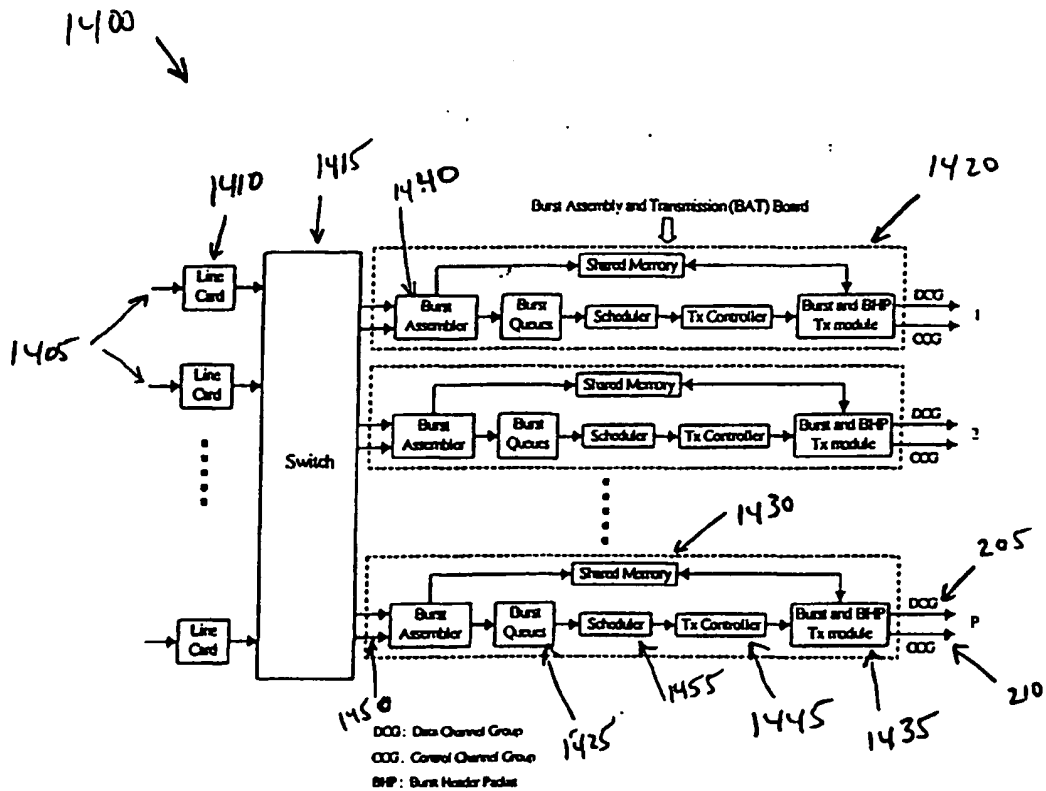 1400
1410
1415
1440
1420
Burst Assembly and Transmission (BAT) Board
Line
Card
Shared Memory
Burst
Assembler
Burst
Queues
Scheduler
Tx Controller
Burst and BHP
Tx module
DCG
CCG
1
1405
Line
Card
Shared Memory
Burst
Assembler
Burst
Queues
Scheduler
Tx Controller
Burst and BHP
Tx module
DCG
CCG
2
Switch
1430
205
Shared Memory
Line
Card
Burst
Assembler
Burst
Queues
Scheduler
Tx Controller
Burst and BHP
Tx module
DCG
CCG
P
1450
1425
1455
1445
1435
210
DCG: Data Channel Group
CCG: Control Channel Group
BHP: Burst Header Packet